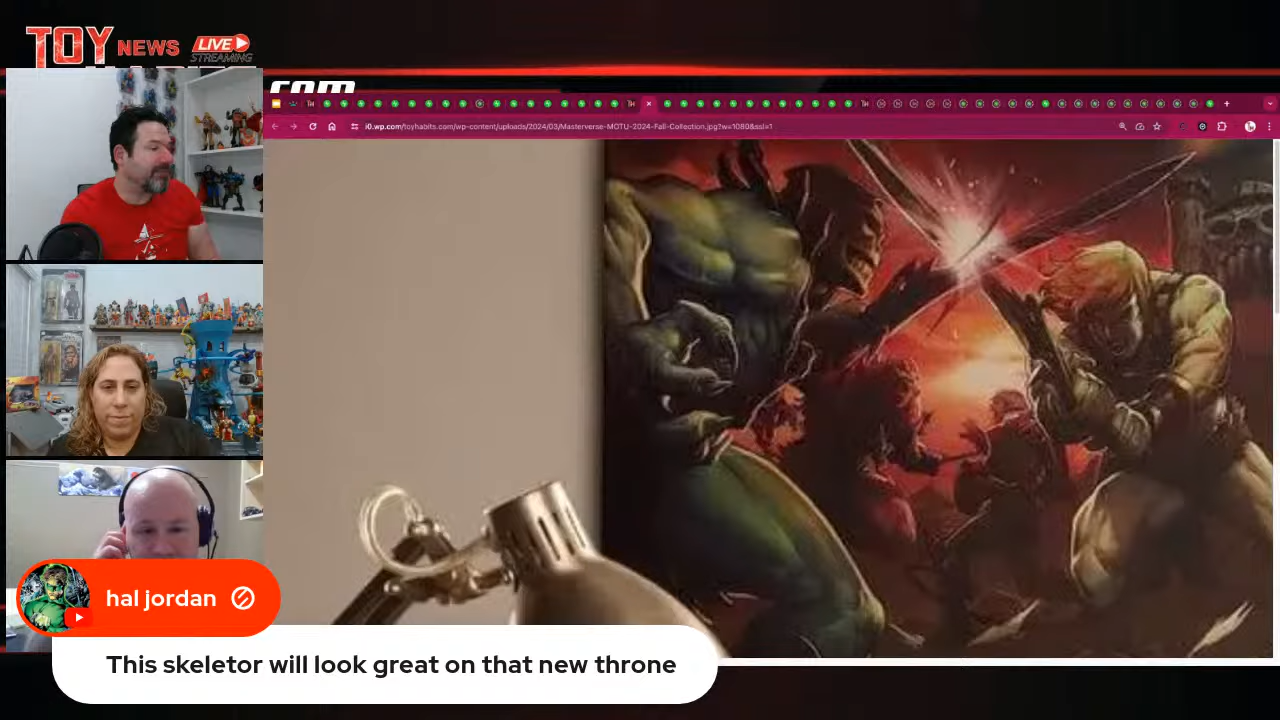 TOY NEWS LIVE
STREAMING
.com
i0.wp.com/toyhabits.com/wp-content/uploads/2024/03/Masterverse-MOTU-2024-Fall-Collection.jpg?w=1080&ssl=1
hal jordan
This skeletor will look great on that new throne